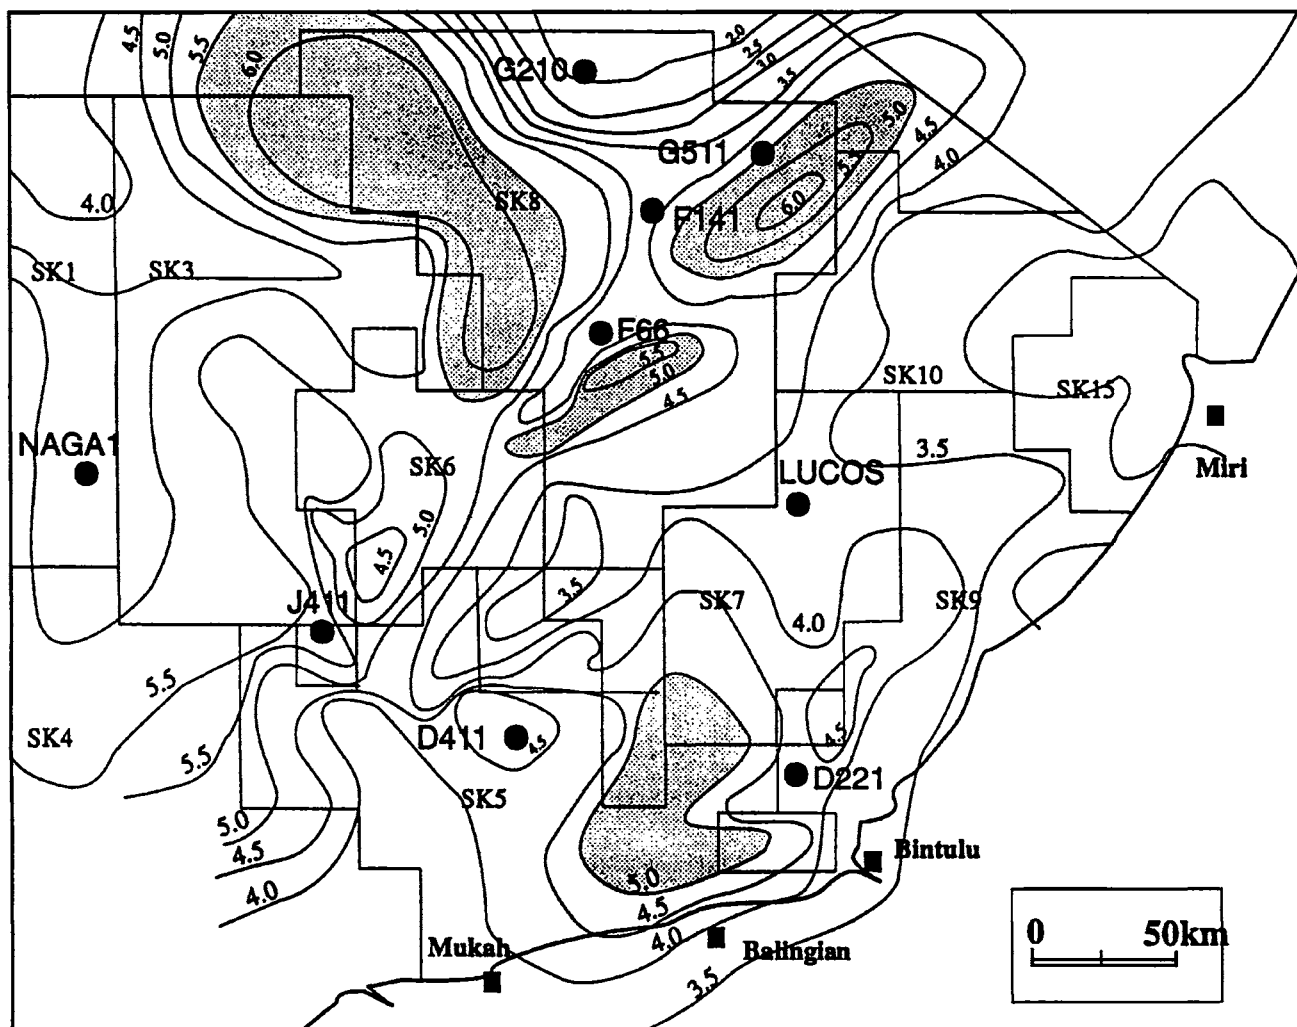 4.5
5.0
5.5
6.0
2.0
2.5
3.0
3.5
G210
G511
5.0
4.5
4.0
5.5
6.0
4.0
SK8
F141
SK1
SK3
F66
5.5
5.0
4.5
SK10
SK15
NAGA1
SK6
3.5
LUCOS
Miri
5.0
4.5
3.5
J411
SK7
4.0
SK9
5.5
SK4
5.5
D411
4.5
4.5
D221
SK5
5.0
4.5
4.0
Bintulu
5.0
4.5
4.0
Mukah
Balingian
3.5
0
50km